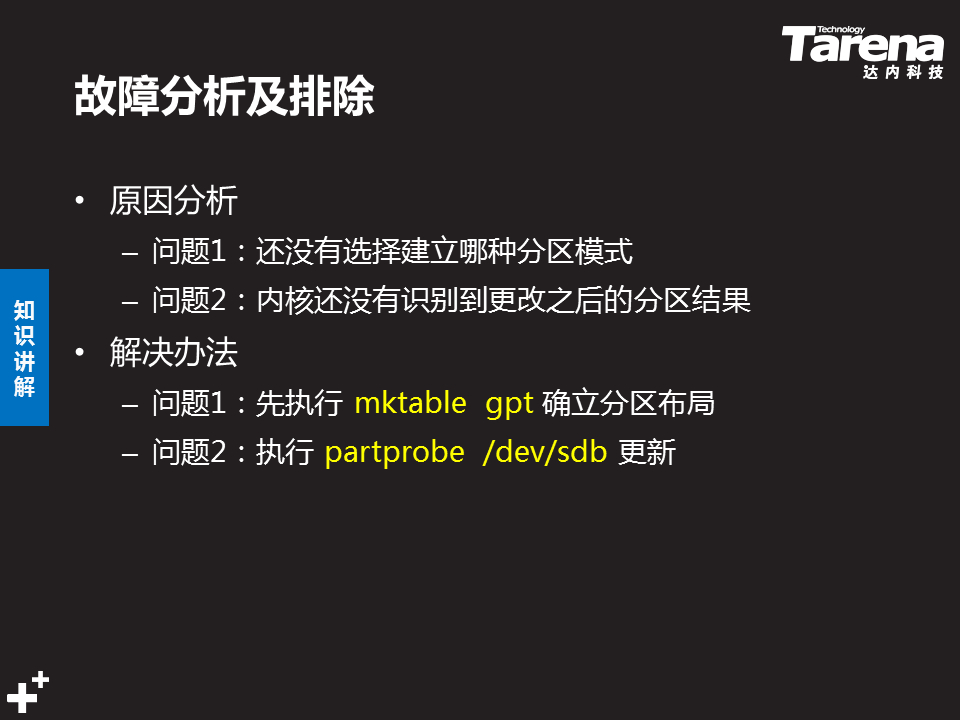 Technology
Tarena
达内科技
故障分析及排除
• 原因分析
– 问题1：还没有选择建立哪种分区模式
– 问题2：内核还没有识别到更改之后的分区结果
知识讲解
• 解决办法
– 问题1：先执行 mktable gpt 确立分区布局
– 问题2：执行 partprobe /dev/sdb 更新